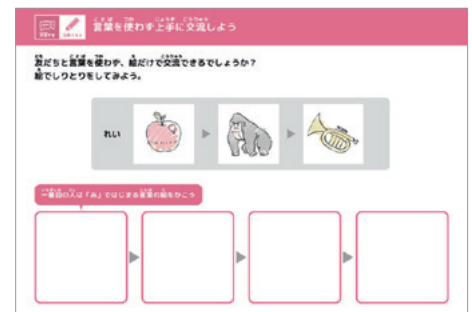 言葉を使わず上手に交流しよう
友だちと言葉を使わず、絵だけで交流できるでしょうか？
絵でしりとりをしてみよう。
れい
一番目の人は「み」ではじまる言葉の絵をかこう